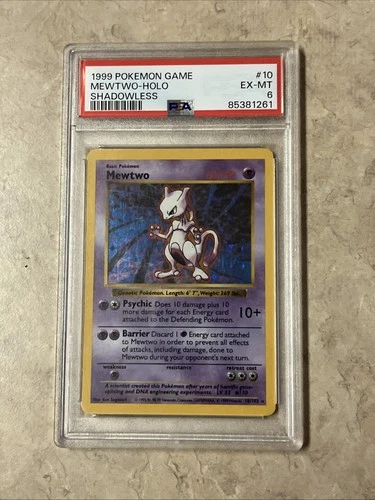 1999 POKEMON GAME #10
MEWTWO-HOLO EX-MT
SHADOWLESS 6
PSA 85381261
Basic Pokémon
Mewtwo
Genetic Pokémon. Length: 6' 7", Weight: 269 lbs.
Psychic Does 10 damage plus 10
more damage for each Energy card
attached to the Defending Pokémon. 10+
Barrier Discard 1 Energy card attached
to Mewtwo in order to prevent all effects
of attacks, including damage, done to
Mewtwo during your opponent's next turn.
weakness resistance retreat cost
A scientist created this Pokémon after years of horrific gene-
splicing and DNA engineering experiments. LV. 53 #150